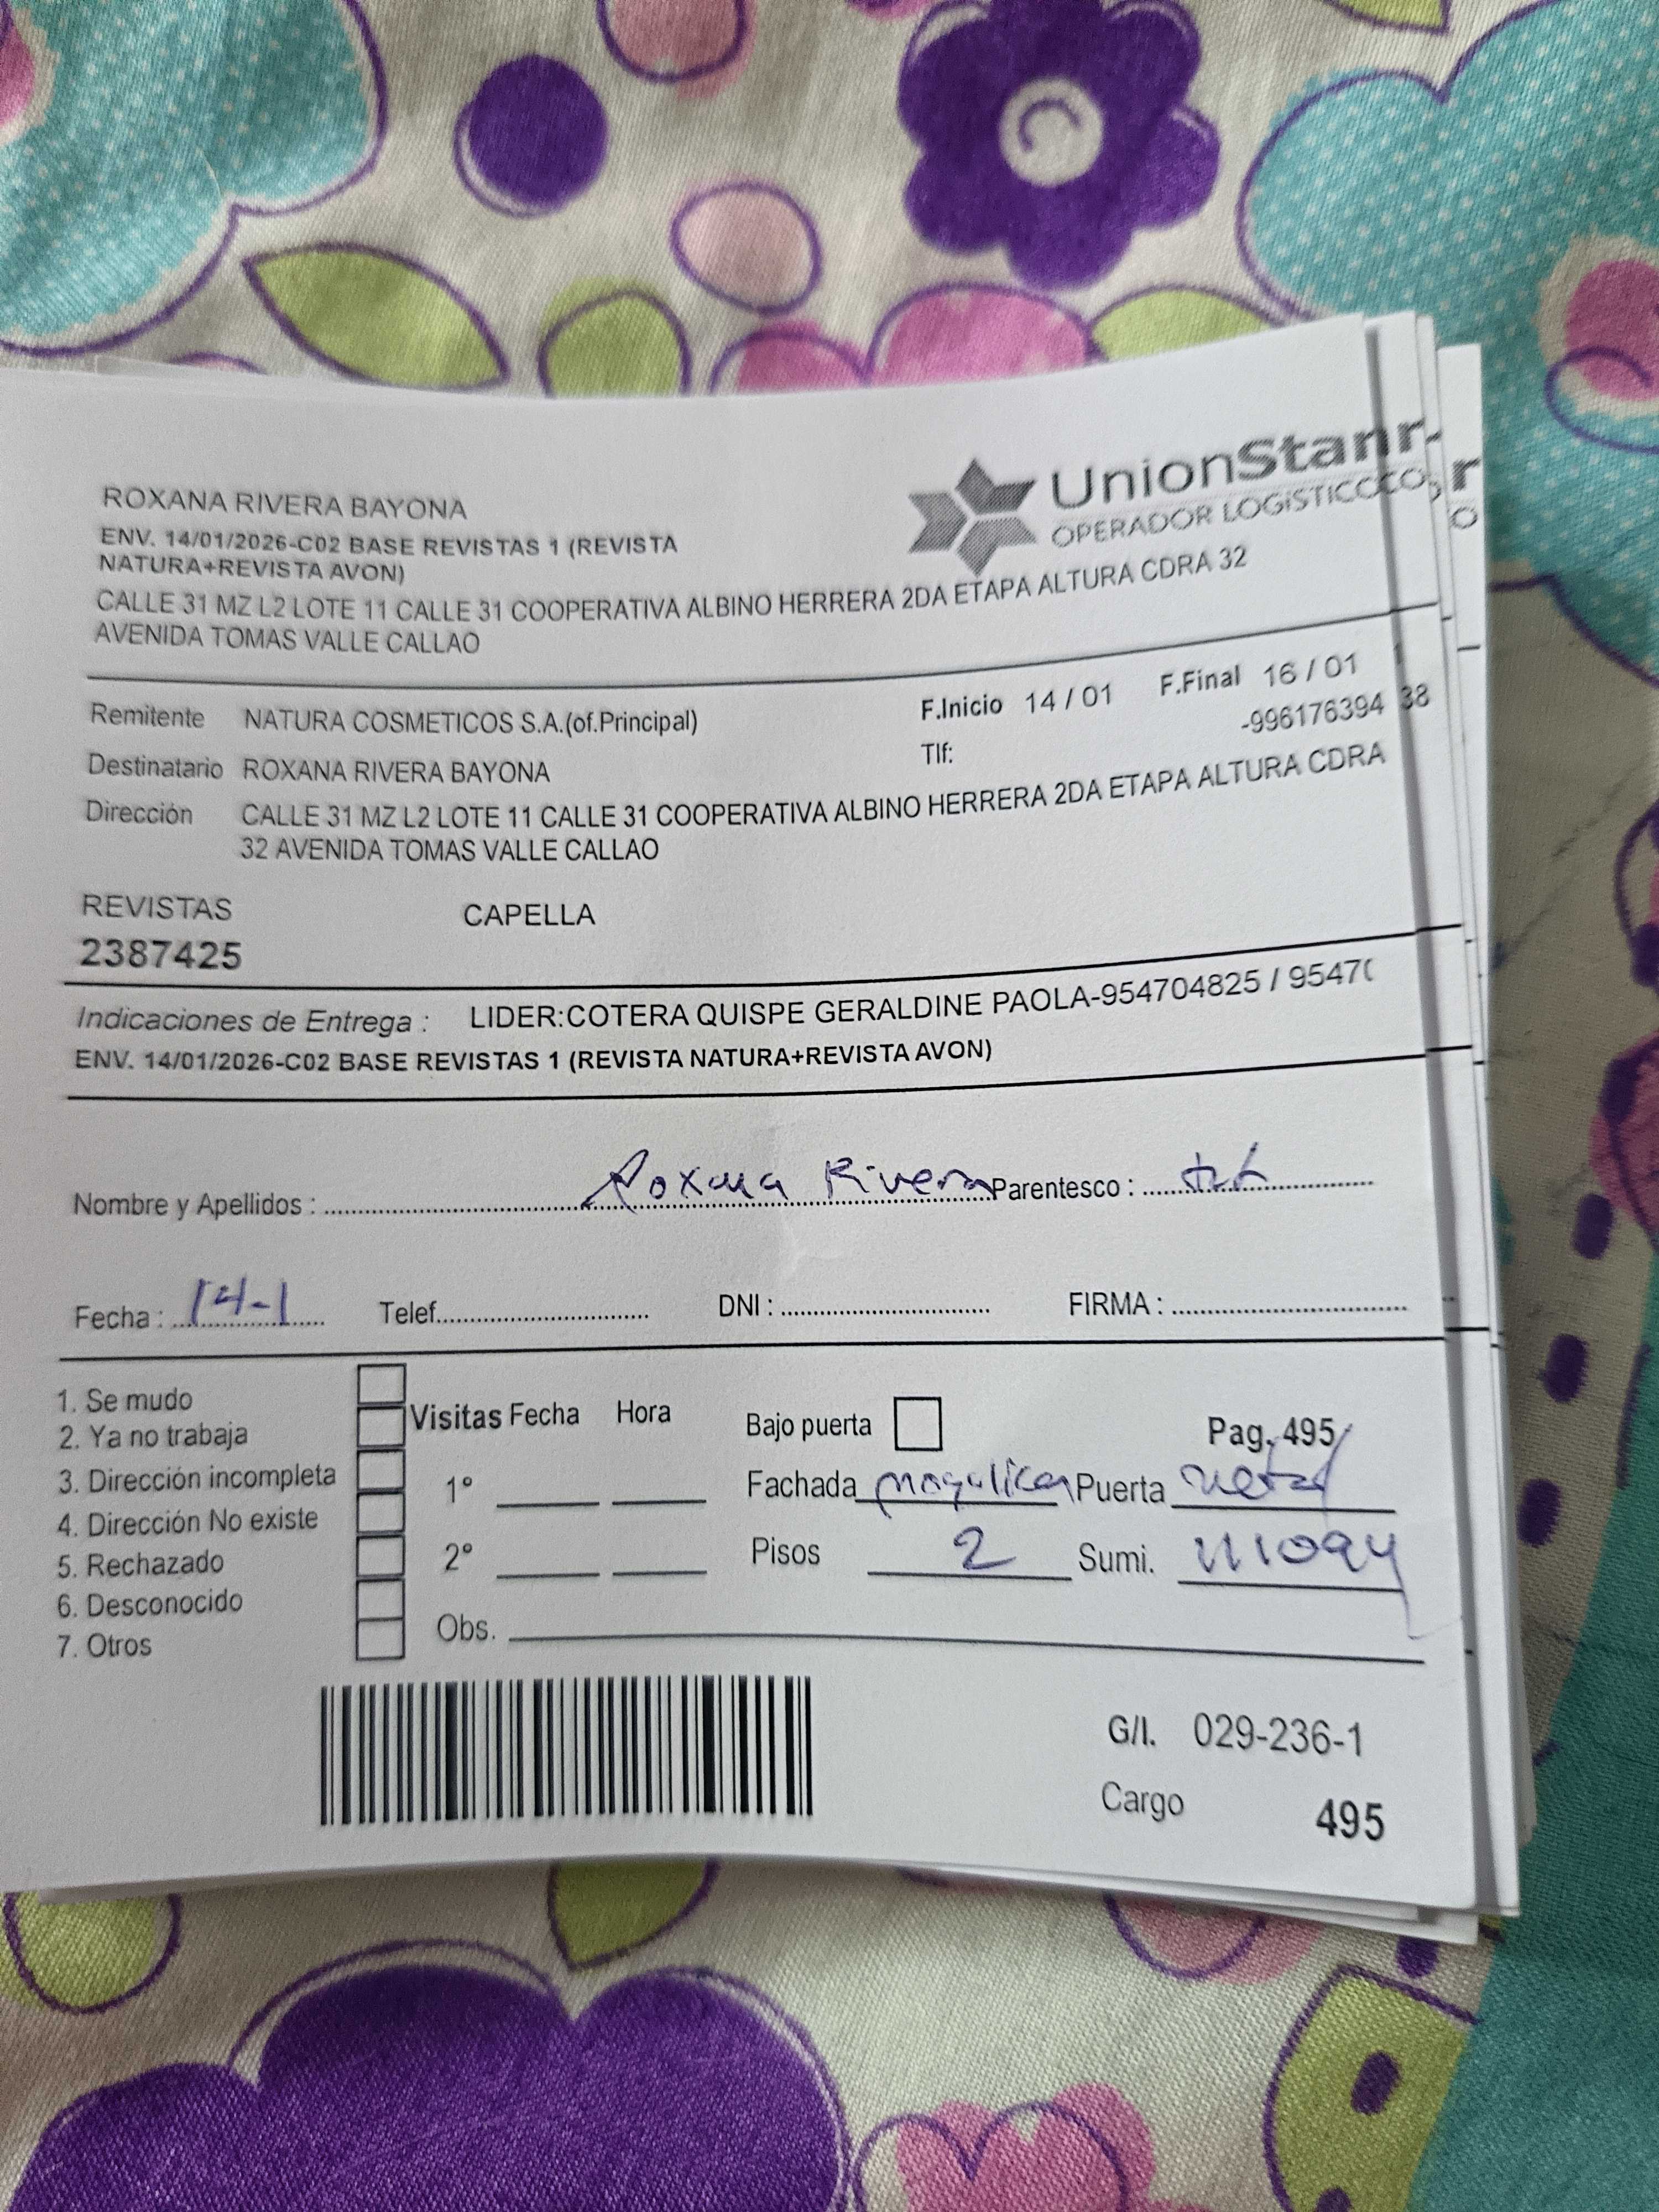 ROXANA RIVERA BAYONA
ENV. 14/01/2026-C02 BASE REVISTAS 1 (REVISTA
NATURA+REVISTA AVON)
CALLE 31 MZ L2 LOTE 11 CALLE 31 COOPERATIVA ALBINO HERRERA 2DA ETAPA ALTURA CDRA 32
AVENIDA TOMAS VALLE CALLAO
UnionStar
OPERADOR LOGISTICO
Remitente NATURA COSMETICOS S.A.(of.Principal) F.Inicio 14 / 01 F.Final 16 / 01
Tlf: -996176394
Destinatario ROXANA RIVERA BAYONA
Dirección CALLE 31 MZ L2 LOTE 11 CALLE 31 COOPERATIVA ALBINO HERRERA 2DA ETAPA ALTURA CDRA
32 AVENIDA TOMAS VALLE CALLAO
REVISTAS CAPELLA
2387425
Indicaciones de Entrega : LIDER:COTERA QUISPE GERALDINE PAOLA-954704825 / 95470
ENV. 14/01/2026-C02 BASE REVISTAS 1 (REVISTA NATURA+REVISTA AVON)
Nombre y Apellidos : Roxana Rivera Parentesco :
Fecha : 14-1 Telef. DNI : FIRMA :
1. Se mudo
2. Ya no trabaja
3. Dirección incompleta
4. Dirección No existe
5. Rechazado
6. Desconocido
7. Otros
Visitas Fecha Hora
1°
2°
Obs.
Bajo puerta Pag. 495
Fachada mayolica Puerta metal
Pisos 2 Sumi.
G/I. 029-236-1
Cargo 495